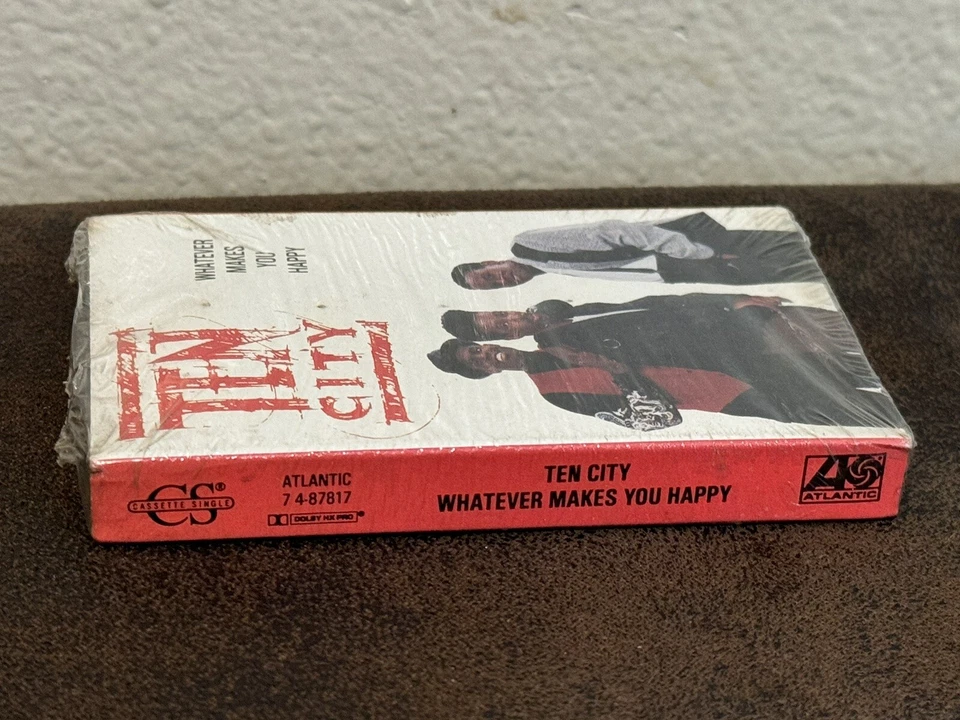 WHATEVER
MAKES
YOU
HAPPY
TEN
CITY
CS®
CASSETTE SINGLE
ATLANTIC
7 4-87817
DOLBY HX PRO
TEN CITY
WHATEVER MAKES YOU HAPPY
ATLANTIC